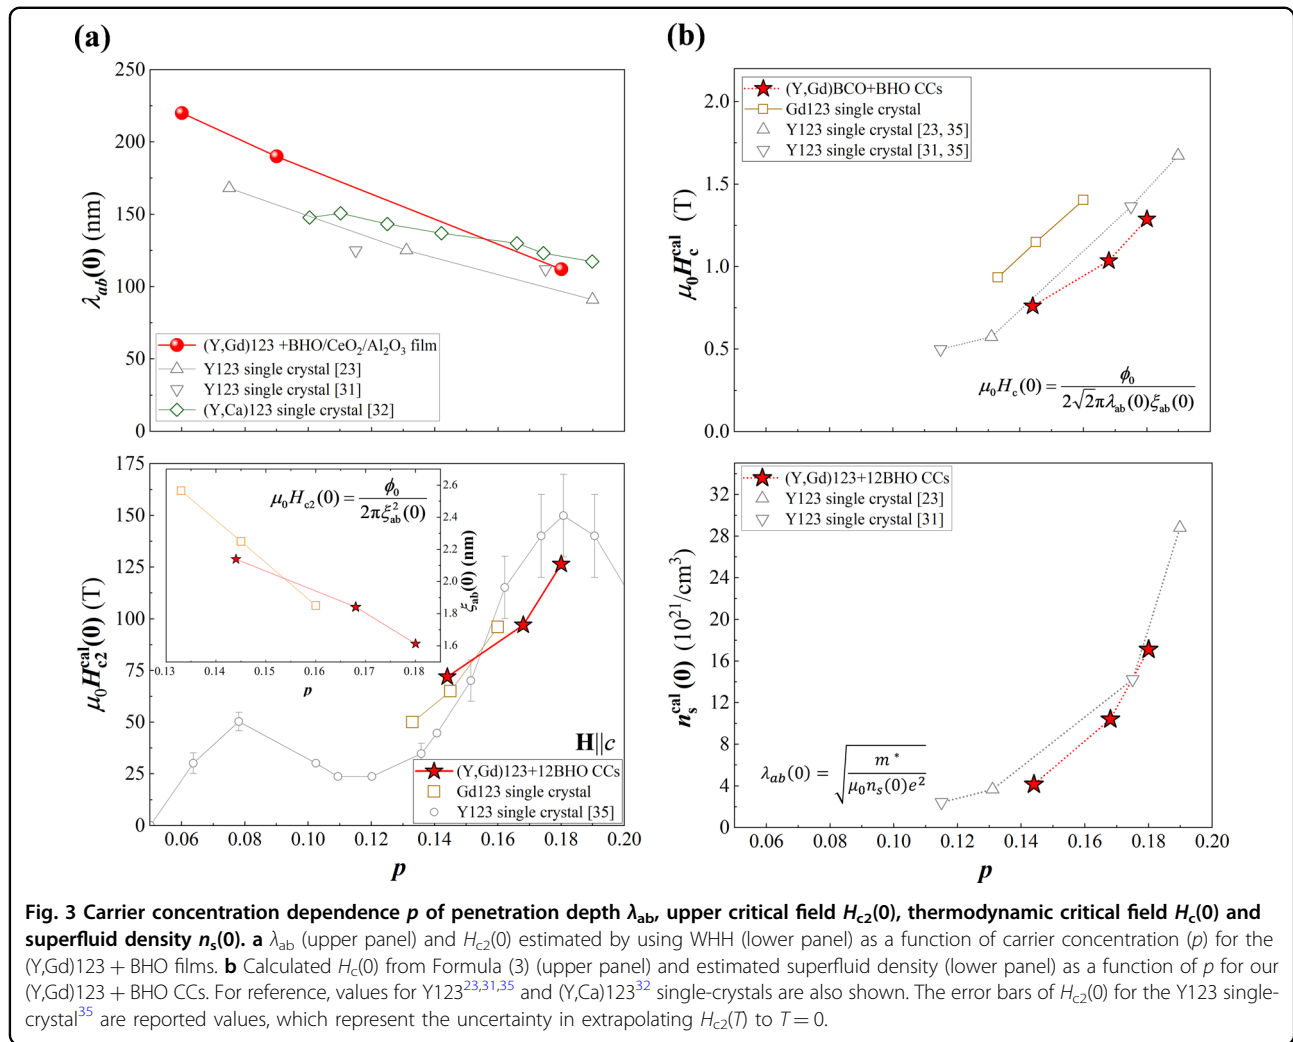 (a)
250
200
150
100
50
0
λab(0) (nm)
(Y,Gd)123 +BHO/CeO2/Al2O3 film
Y123 single crystal [23]
Y123 single crystal [31]
(Y,Ca)123 single crystal [32]
175
150
125
100
75
50
25
0
μ0Hc2cal(0) (T)
μ0Hc2(0) = ϕ0 / 2πξab2(0)
2.6
2.4
2.2
2.0
1.8
1.6
ξab(0) (nm)
0.13 0.14 0.15 0.16 0.17 0.18
p
H||c
(Y,Gd)123+12BHO CCs
Gd123 single crystal
Y123 single crystal [35]
0.06 0.08 0.10 0.12 0.14 0.16 0.18 0.20
p
(b)
2.0
1.5
1.0
0.5
0.0
μ0Hccal (T)
(Y,Gd)BCO+BHO CCs
Gd123 single crystal
Y123 single crystal [23, 35]
Y123 single crystal [31, 35]
μ0Hc(0) = ϕ0 / 2√2πλab(0)ξab(0)
32
28
24
20
16
12
8
4
0
nscal(0) (10^21/cm^3)
(Y,Gd)123+12BHO CCs
Y123 single crystal [23]
Y123 single crystal [31]
λab(0) = √(m* / μ0ns(0)e2)
0.06 0.08 0.10 0.12 0.14 0.16 0.18 0.20
p
Fig. 3 Carrier concentration dependence p of penetration depth λab, upper critical field Hc2(0), thermodynamic critical field Hc(0) and
superfluid density ns(0). a λab (upper panel) and Hc2(0) estimated by using WHH (lower panel) as a function of carrier concentration (p) for the
(Y,Gd)123 + BHO films. b Calculated Hc(0) from Formula (3) (upper panel) and estimated superfluid density (lower panel) as a function of p for our
(Y,Gd)123 + BHO CCs. For reference, values for Y123^23,31,35 and (Y,Ca)123^32 single-crystals are also shown. The error bars of Hc2(0) for the Y123 single-
crystal^35 are reported values, which represent the uncertainty in extrapolating Hc2(T) to T = 0.